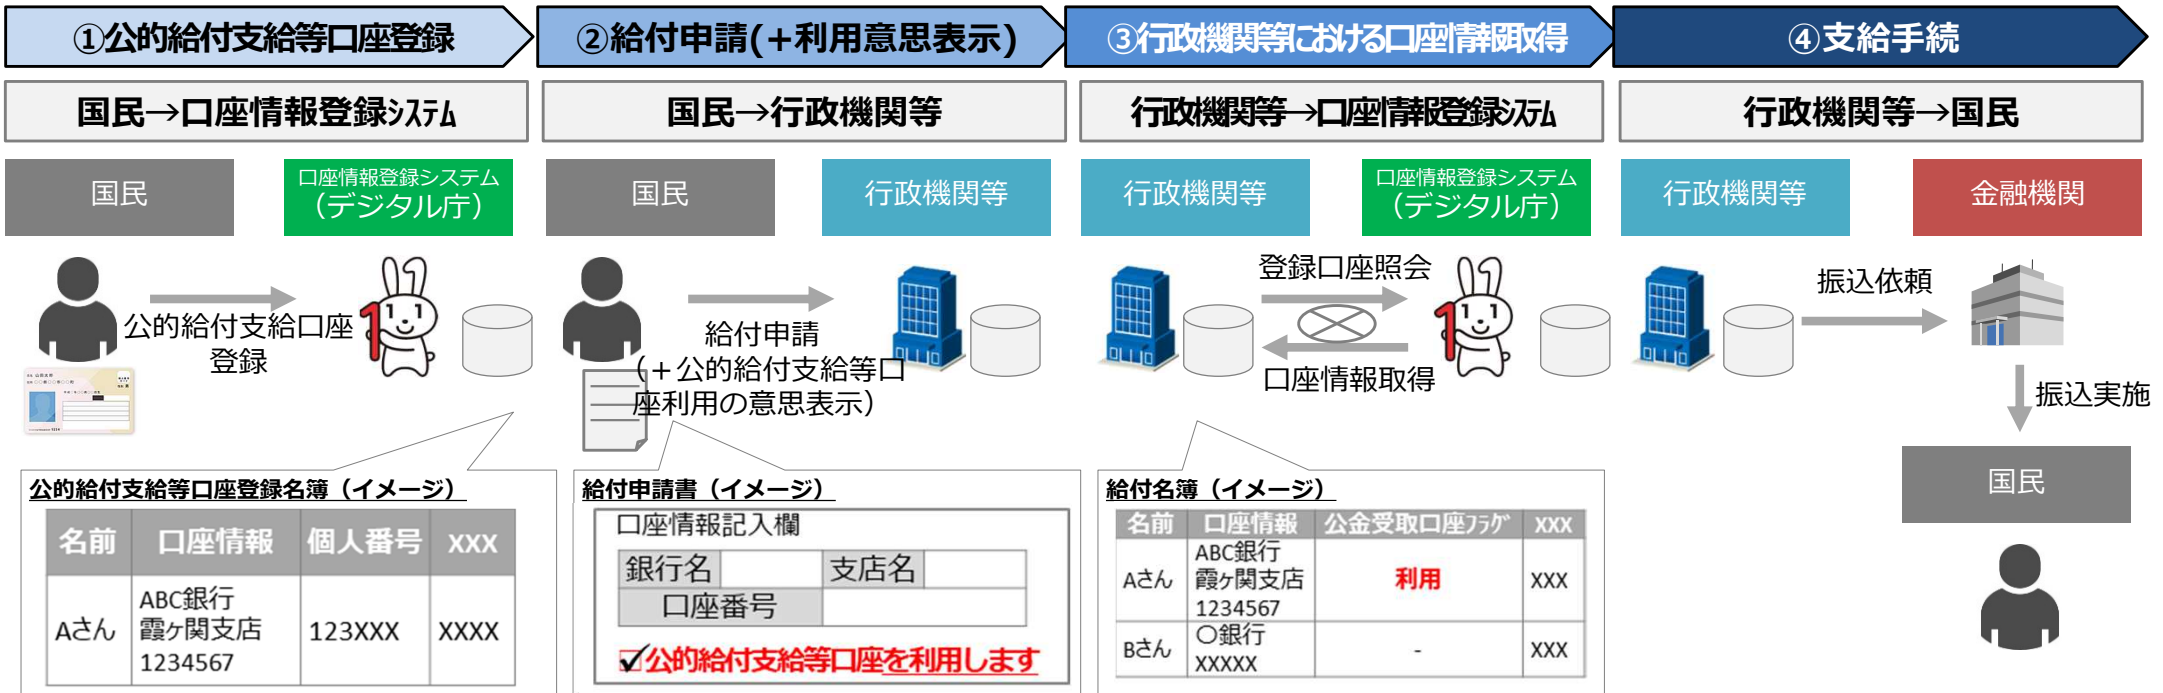 ①公的給付支給等口座登録
②給付申請(+利用意思表示)
③行政機関等における口座情報取得
④支給手続
国民→口座情報登録ｼｽﾃﾑ
国民→行政機関等
行政機関等→口座情報登録ｼｽﾃﾑ
行政機関等→国民
国民
口座情報登録システム
（デジタル庁）
国民
行政機関等
行政機関等
口座情報登録システム
（デジタル庁）
行政機関等
金融機関
公的給付支給口座
登録
給付申請
（＋公的給付支給等口
座利用の意思表示）
登録口座照会
口座情報取得
振込依頼
振込実施
国民
公的給付支給等口座登録名簿（イメージ）
名前 口座情報 個人番号 XXX
Aさん
ABC銀行
霞ヶ関支店
1234567
123XXX
XXXX
給付申請書（イメージ）
口座情報記入欄
銀行名 支店名
口座番号
✓公的給付支給等口座を利用します
給付名簿（イメージ）
名前 口座情報 公金受取口座ﾌﾗｸﾞ XXX
Aさん
ABC銀行
霞ヶ関支店
1234567
利用
XXX
Bさん
〇銀行
XXXXX
-
XXX